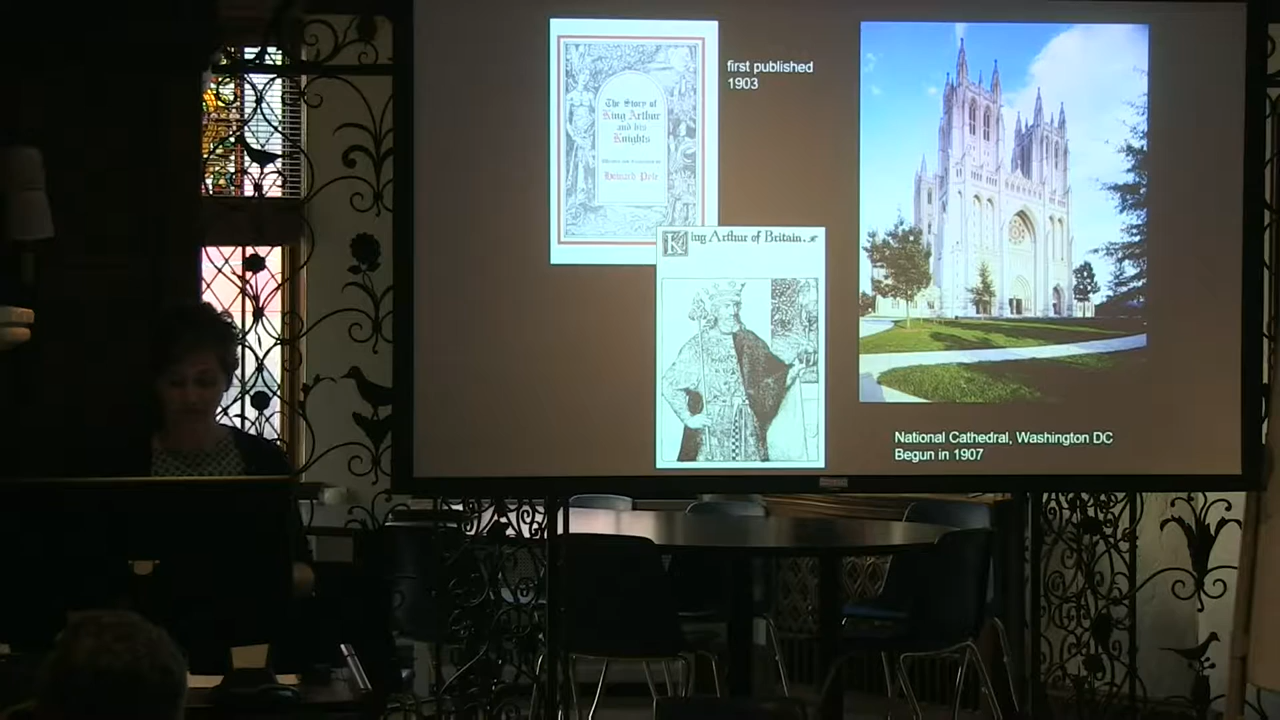 The Story of
King Arthur
and his
Knights
Howard Pyle
first published
1903
King Arthur of Britain.
National Cathedral, Washington DC
Begun in 1907